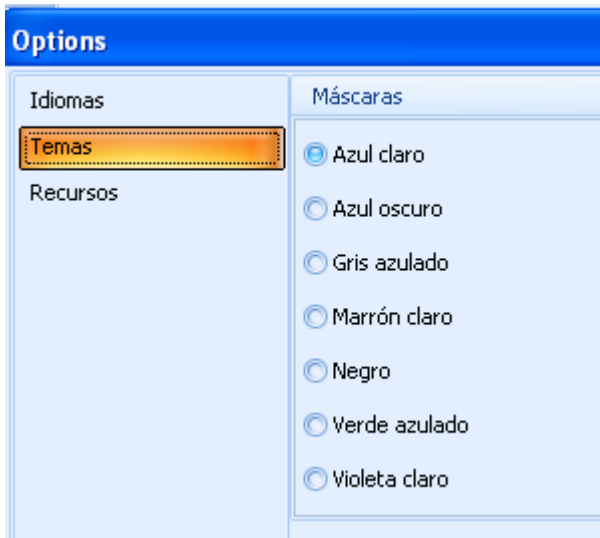 Options
Idiomas
Temas
Recursos
Máscaras
Azul claro
Azul oscuro
Gris azulado
Marrón claro
Negro
Verde azulado
Violeta claro